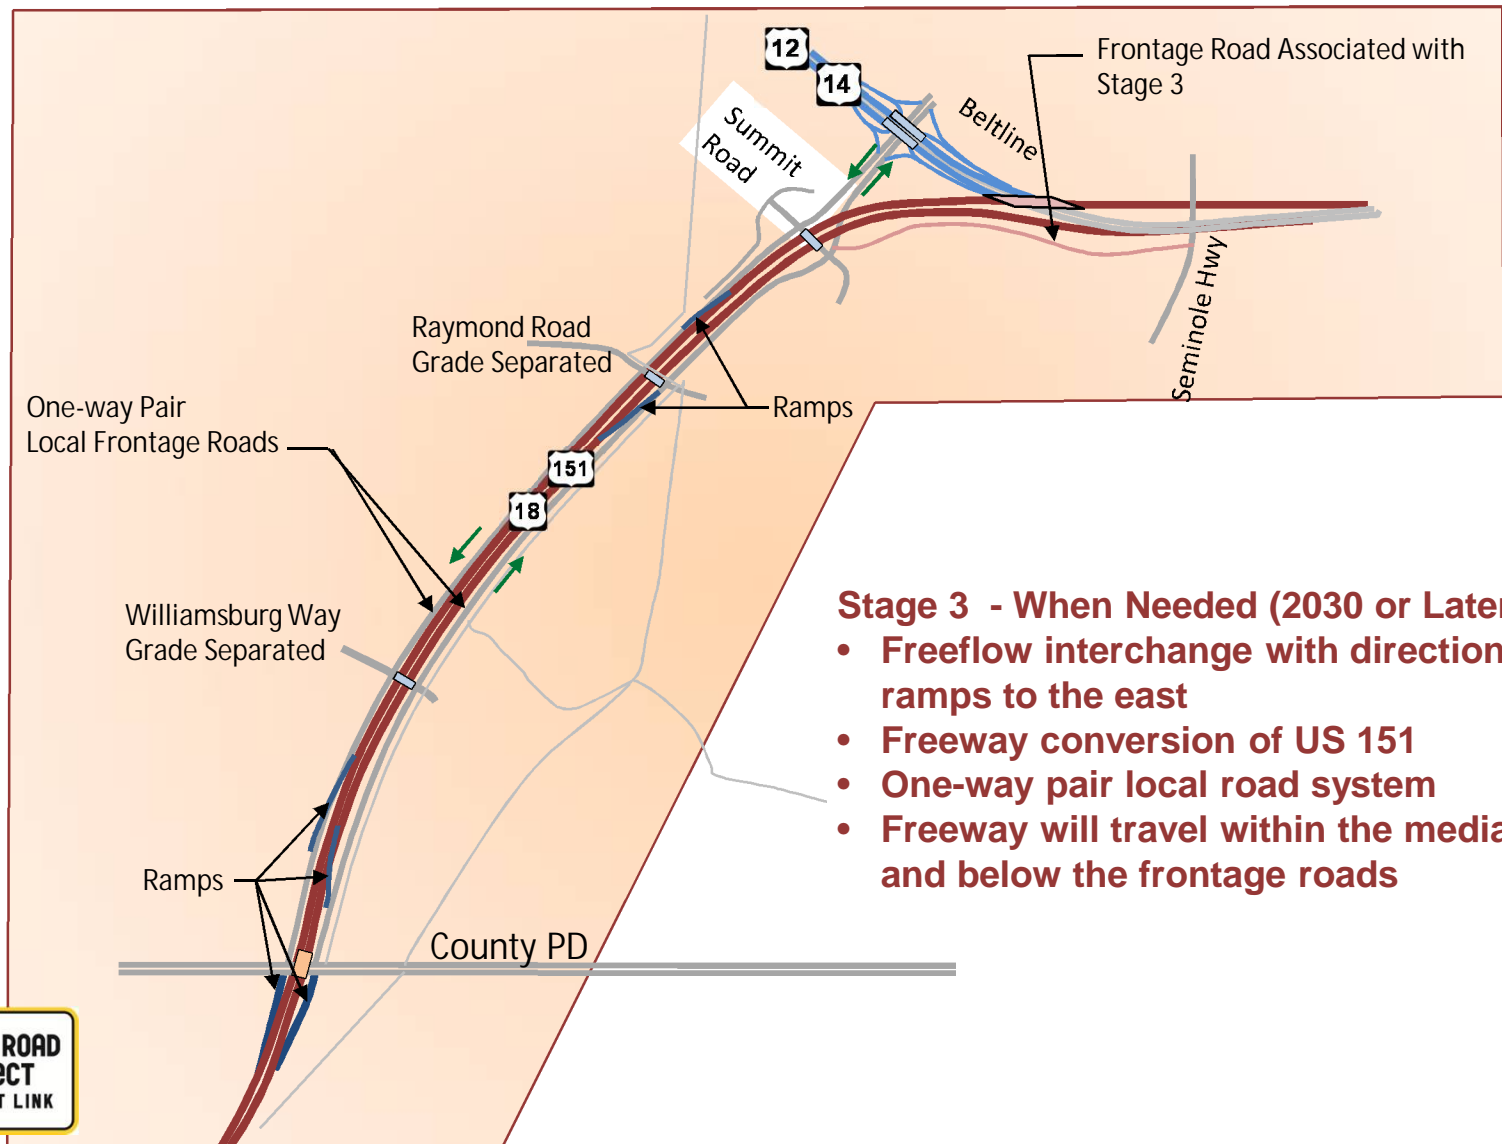 12
14
Frontage Road Associated with
Stage 3
Beltline
Summit
Road
Seminole Hwy
Raymond Road
Grade Separated
One-way Pair
Local Frontage Roads
Ramps
151
18
Williamsburg Way
Grade Separated
Stage 3 - When Needed (2030 or Later
• Freeflow interchange with direction
ramps to the east
• Freeway conversion of US 151
• One-way pair local road system
• Freeway will travel within the media
and below the frontage roads
Ramps
County PD
ROAD
ECT
T LINK